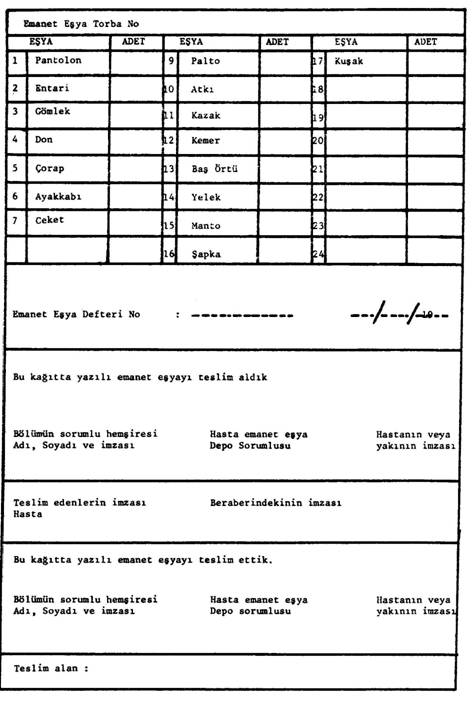 Emanet Eşya Torba No
EŞYA ADET EŞYA ADET EŞYA ADET
1 Pantolon 9 Palto 17 Kuşak
2 Entari 10 Atkı 18
3 Gömlek 11 Kazak 19
4 Don 12 Kemer 20
5 Çorap 13 Baş Örtü 21
6 Ayakkabı 14 Yelek 22
7 Ceket 15 Manto 23
16 Şapka 24
Emanet Eşya Defteri No : ------------- ---/---/-19--
Bu kağıtta yazılı emanet eşyayı teslim aldık
Bölümün sorumlu hemşiresi Hasta emanet eşya Hastanın veya
Adı, Soyadı ve imzası Depo Sorumlusu yakının imzası
Teslim edenlerin imzası Beraberindekinin imzası
Hasta
Bu kağıtta yazılı emanet eşyayı teslim ettik.
Bölümün sorumlu hemşiresi Hasta emanet eşya Hastanın veya
Adı, Soyadı ve imzası Depo sorumlusu yakının imzası
Teslim alan :